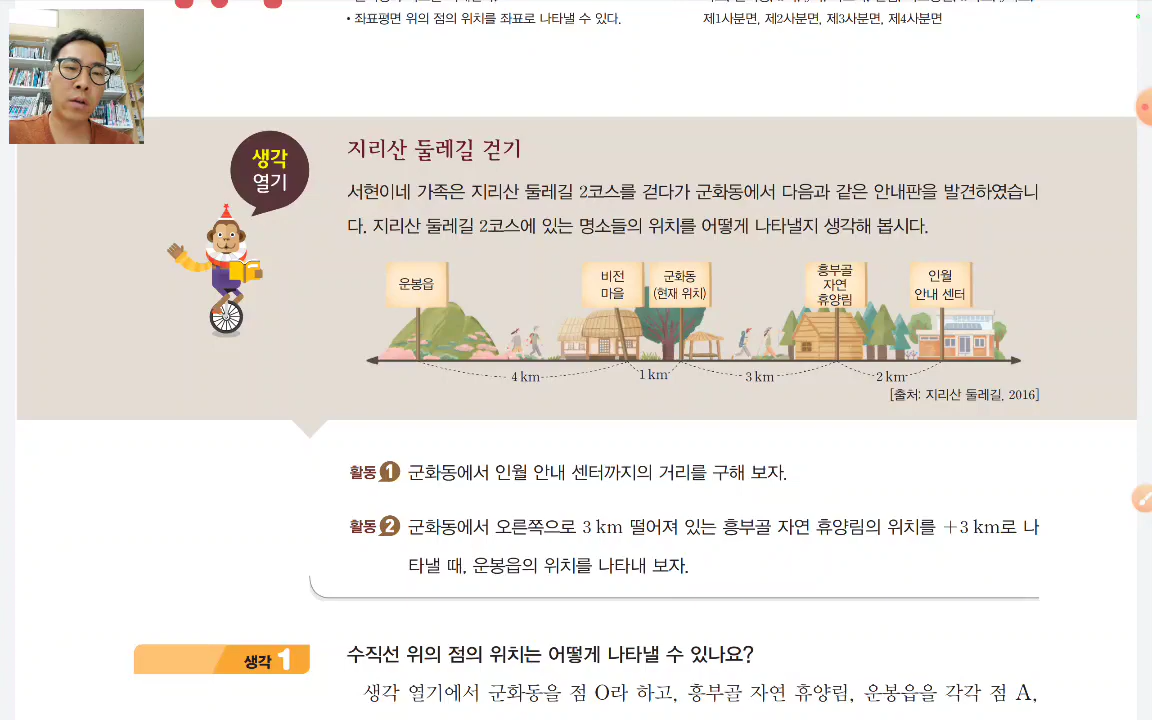 • 좌표평면 위의 점의 위치를 좌표로 나타낼 수 있다.
제1사분면, 제2사분면, 제3사분면, 제4사분면
생각
열기
지리산 둘레길 걷기
서현이네 가족은 지리산 둘레길 2코스를 걷다가 군화동에서 다음과 같은 안내판을 발견하였습니
다. 지리산 둘레길 2코스에 있는 명소들의 위치를 어떻게 나타낼지 생각해 봅시다.
운봉읍
비전
마을
군화동
(현재 위치)
흥부골
자연
휴양림
인월
안내 센터
4 km
1 km
3 km
2 km
[출처: 지리산 둘레길, 2016]
활동 1 군화동에서 인월 안내 센터까지의 거리를 구해 보자.
활동 2 군화동에서 오른쪽으로 3 km 떨어져 있는 흥부골 자연 휴양림의 위치를 +3 km로 나
타낼 때, 운봉읍의 위치를 나타내 보자.
생각 1 수직선 위의 점의 위치는 어떻게 나타낼 수 있나요?
생각 열기에서 군화동을 점 O라 하고, 흥부골 자연 휴양림, 운봉읍을 각각 점 A,